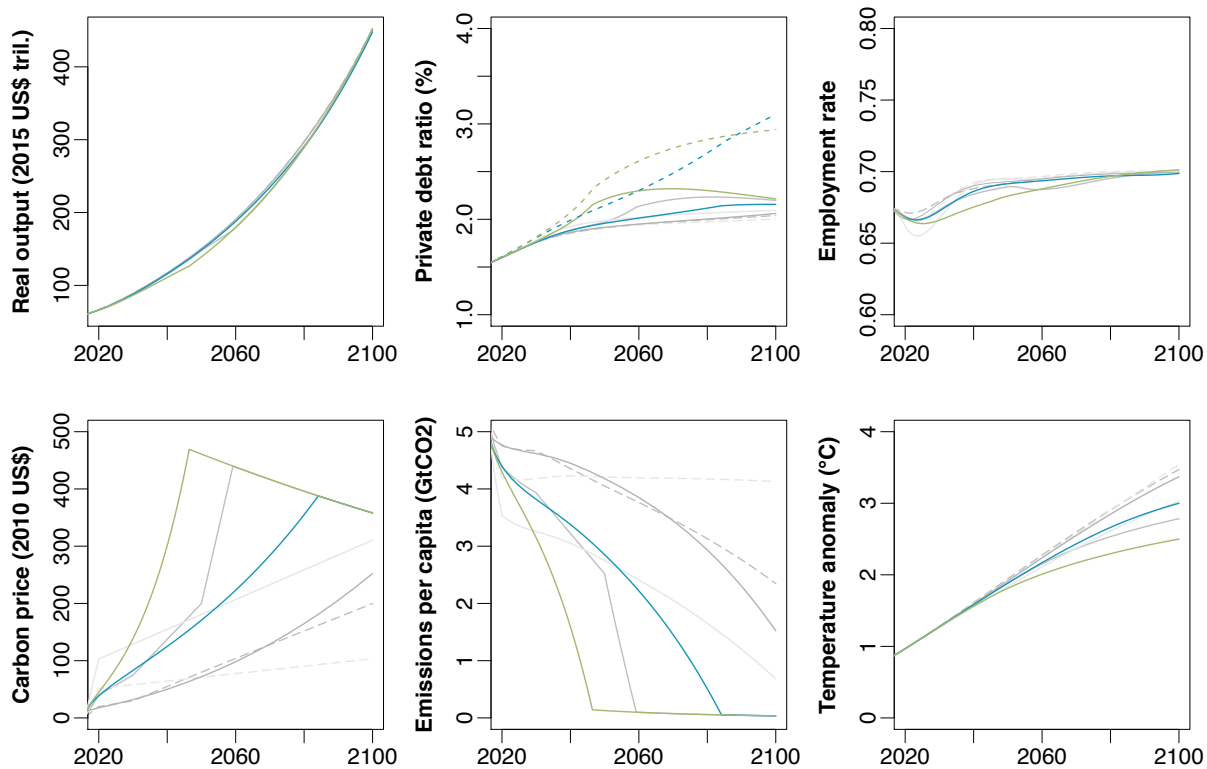 Real output (2015 US$ tril.)
100 200 300 400
2020 2060 2100
Private debt ratio (%)
1.0 2.0 3.0 4.0
2020 2060 2100
Employment rate
0.60 0.65 0.70 0.75 0.80
2020 2060 2100
Carbon price (2010 US$)
0 100 200 300 400 500
2020 2060 2100
Emissions per capita (GtCO2)
0 1 2 3 4 5
2020 2060 2100
Temperature anomaly (°C)
0 1 2 3 4
2020 2060 2100